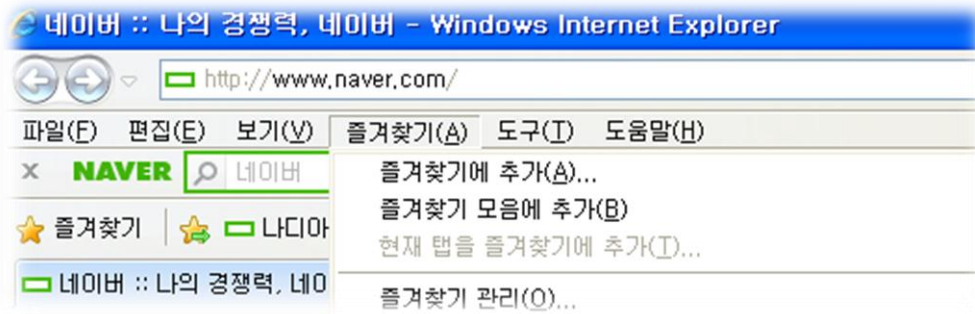 네이버 :: 나의 경쟁력, 네이버 - Windows Internet Explorer
http://www.naver.com/
파일(F) 편집(E) 보기(V) 즐겨찾기(A) 도구(T) 도움말(H)
x NAVER 네이버
즐겨찾기에 추가(A)...
즐겨찾기 모음에 추가(B)
즐겨찾기 나디아
현재 탭을 즐겨찾기에 추가(T)...
네이버 :: 나의 경쟁력, 네이
즐겨찾기 관리(O)...